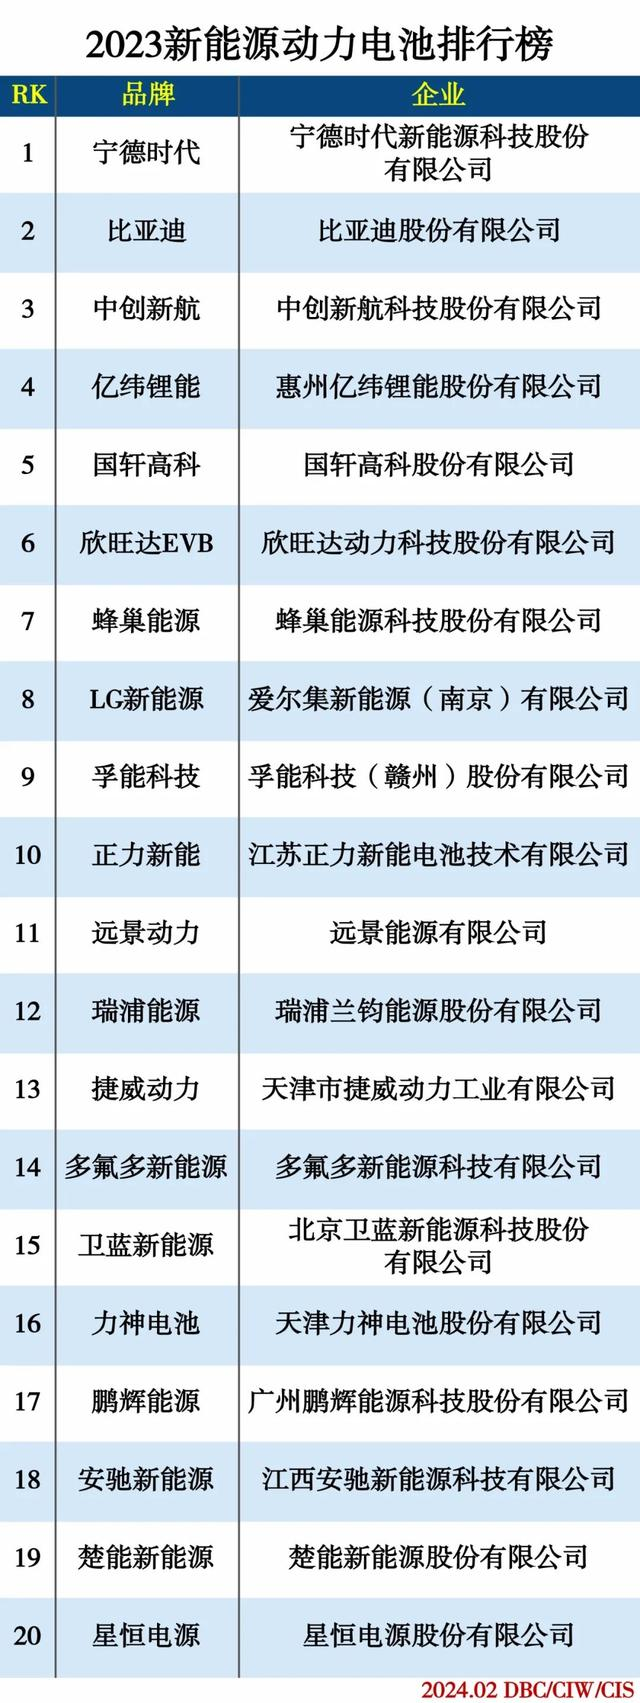 2023新能源动力电池排行榜
RK 品牌 企业
1 宁德时代 宁德时代新能源科技股份
有限公司
2 比亚迪 比亚迪股份有限公司
3 中创新航 中创新航科技股份有限公司
4 亿纬锂能 惠州亿纬锂能股份有限公司
5 国轩高科 国轩高科股份有限公司
6 欣旺达EVB 欣旺达动力科技股份有限公司
7 蜂巢能源 蜂巢能源科技股份有限公司
8 LG新能源 爱尔集新能源（南京）有限公司
9 孚能科技 孚能科技（赣州）股份有限公司
10 正力新能 江苏正力新能电池技术有限公司
11 远景动力 远景能源有限公司
12 瑞浦能源 瑞浦兰钧能源股份有限公司
13 捷威动力 天津市捷威动力工业有限公司
14 多氟多新能源 多氟多新能源科技有限公司
15 卫蓝新能源 北京卫蓝新能源科技股份
有限公司
16 力神电池 天津力神电池股份有限公司
17 鹏辉能源 广州鹏辉能源科技股份有限公司
18 安驰新能源 江西安驰新能源科技有限公司
19 楚能新能源 楚能新能源股份有限公司
20 星恒电源 星恒电源股份有限公司
2024.02 DBC/CIW/CIS